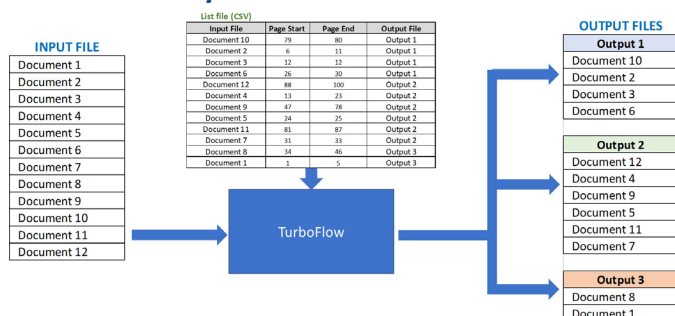 List file (CSV)
Input File Page Start Page End Output File
Document 10 79 80 Output 1
Document 2 6 11 Output 1
Document 3 12 12 Output 1
Document 6 26 30 Output 1
Document 12 88 100 Output 2
Document 4 13 23 Output 2
Document 9 47 78 Output 2
Document 5 24 25 Output 2
Document 11 81 87 Output 2
Document 7 31 33 Output 2
Document 8 34 46 Output 3
Document 1 1 5 Output 3
INPUT FILE
Document 1
Document 2
Document 3
Document 4
Document 5
Document 6
Document 7
Document 8
Document 9
Document 10
Document 11
Document 12
TurboFlow
OUTPUT FILES
Output 1
Document 10
Document 2
Document 3
Document 6
Output 2
Document 12
Document 4
Document 9
Document 5
Document 11
Document 7
Output 3
Document 8
Document 1